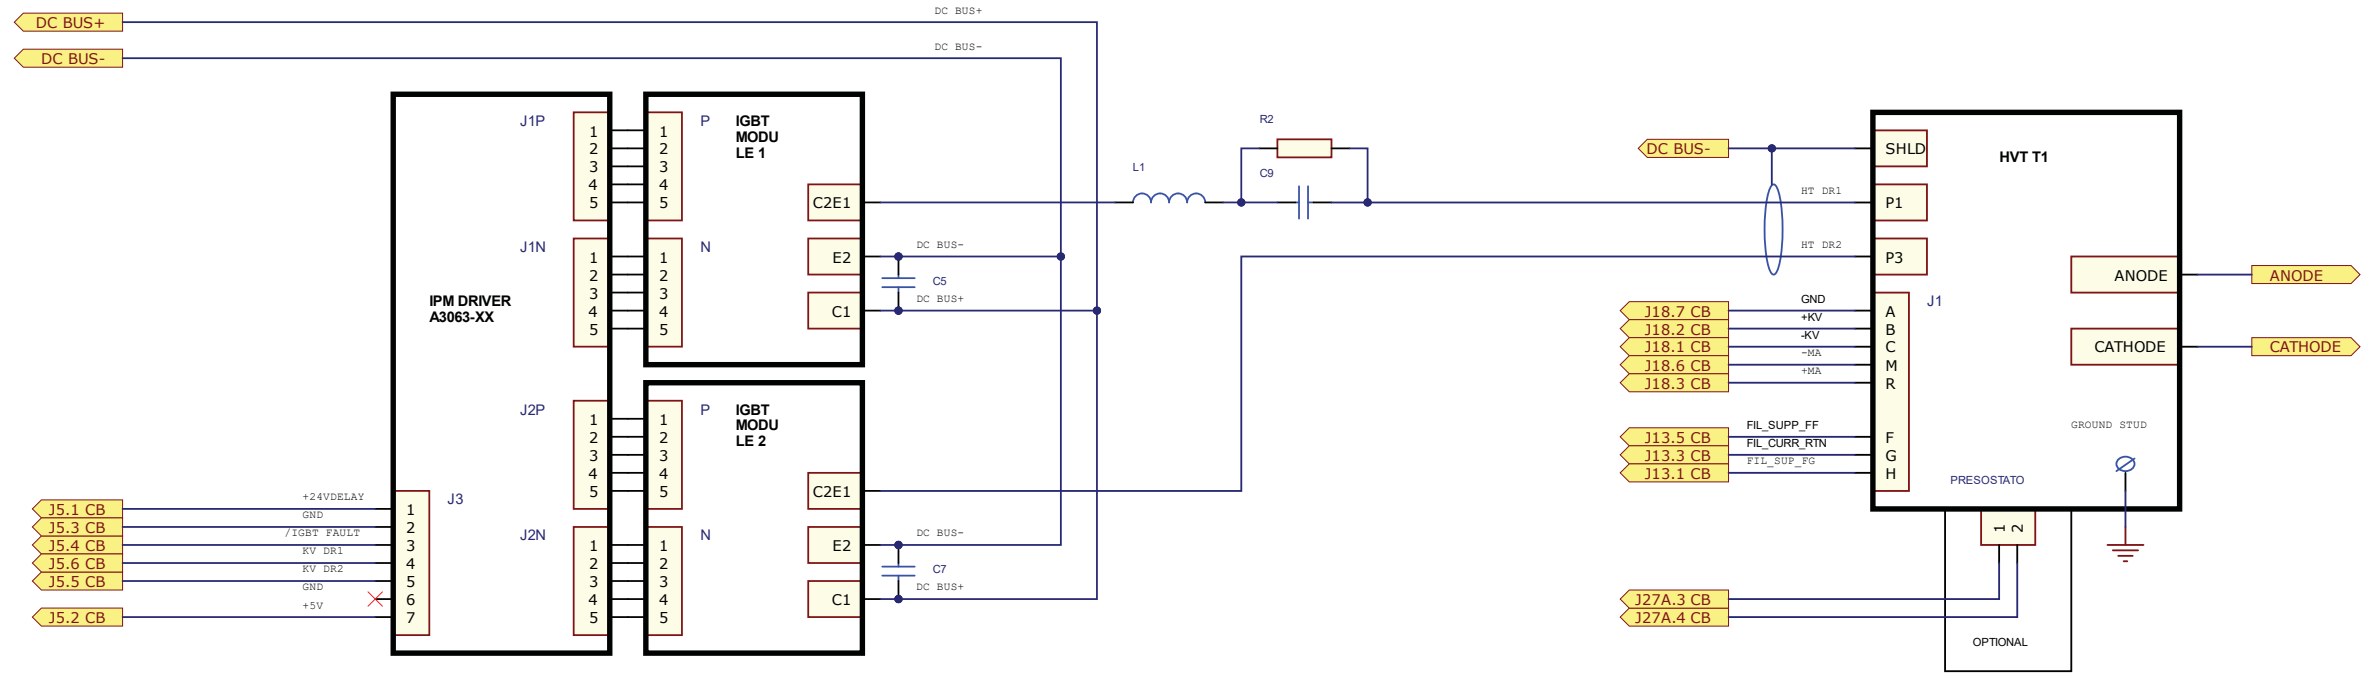 DC BUS+
DC BUS+
DC BUS-
DC BUS-
IPM DRIVER
A3063-XX
J1P
1
2
3
4
5
J1N
1
2
3
4
5
J2P
1
2
3
4
5
J2N
1
2
3
4
5
J3
J5.1 CB
+24VDELAY
1
J5.3 CB
GND
2
J5.4 CB
/IGBT FAULT
3
J5.6 CB
KV DR1
4
J5.5 CB
KV DR2
5
GND
6
J5.2 CB
+5V
7
IGBT
MODU
LE 1
P
1
2
3
4
5
N
1
2
3
4
5
C2E1
E2
C1
DC BUS-
C5
DC BUS+
IGBT
MODU
LE 2
P
1
2
3
4
5
N
1
2
3
4
5
C2E1
E2
C1
DC BUS-
C7
DC BUS+
L1
R2
C9
HVT T1
DC BUS-
SHLD
HT DR1
P1
HT DR2
P3
J1
J18.7 CB
GND
A
J18.2 CB
+KV
B
J18.1 CB
-KV
C
J18.6 CB
-MA
M
J18.3 CB
+MA
R
J13.5 CB
FIL_SUPP_FF
F
J13.3 CB
FIL_CURR_RTN
G
J13.1 CB
FIL_SUP_FG
H
ANODE
ANODE
CATHODE
CATHODE
GROUND STUD
PRESOSTATO
1
2
J27A.3 CB
J27A.4 CB
OPTIONAL